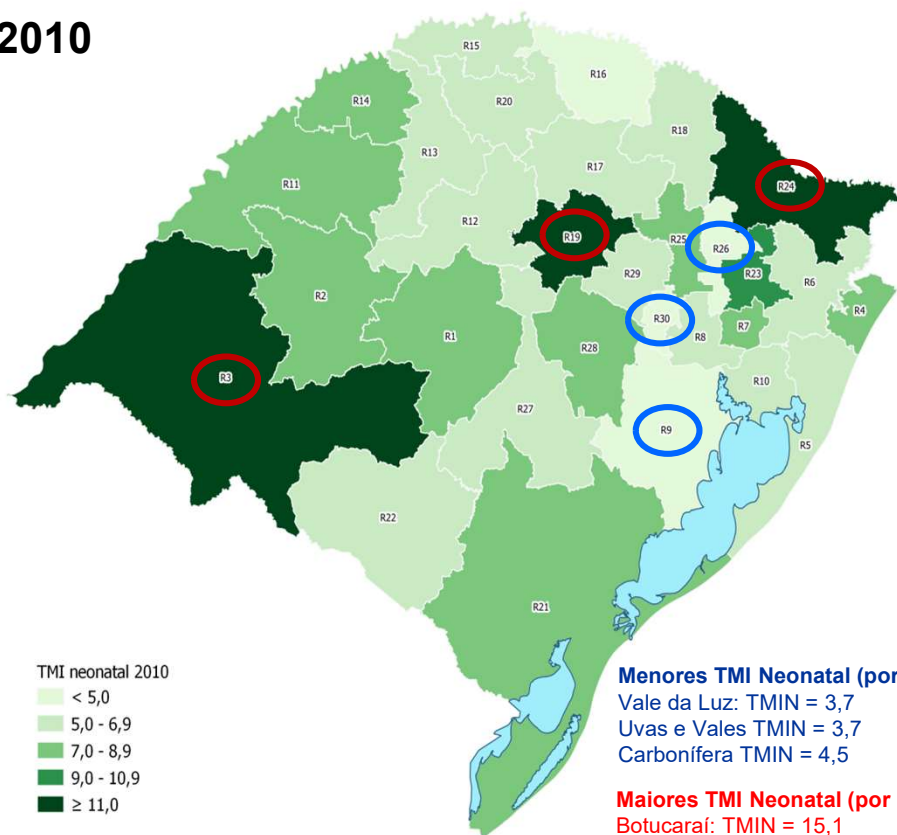 2010
R15
R16
R14
R20
R18
R13
R17
R11
R24
R12
R19
R25
R26
R29
R23
R6
R2
R4
R30
R1
R7
R8
R28
R3
R10
R27
R9
R5
R22
R21
TMI neonatal 2010
< 5,0
5,0 - 6,9
7,0 - 8,9
9,0 - 10,9
≥ 11,0
Menores TMI Neonatal (por
Vale da Luz: TMIN = 3,7
Uvas e Vales TMIN = 3,7
Carbonífera TMIN = 4,5
Maiores TMI Neonatal (por
Botucaraí: TMIN = 15,1